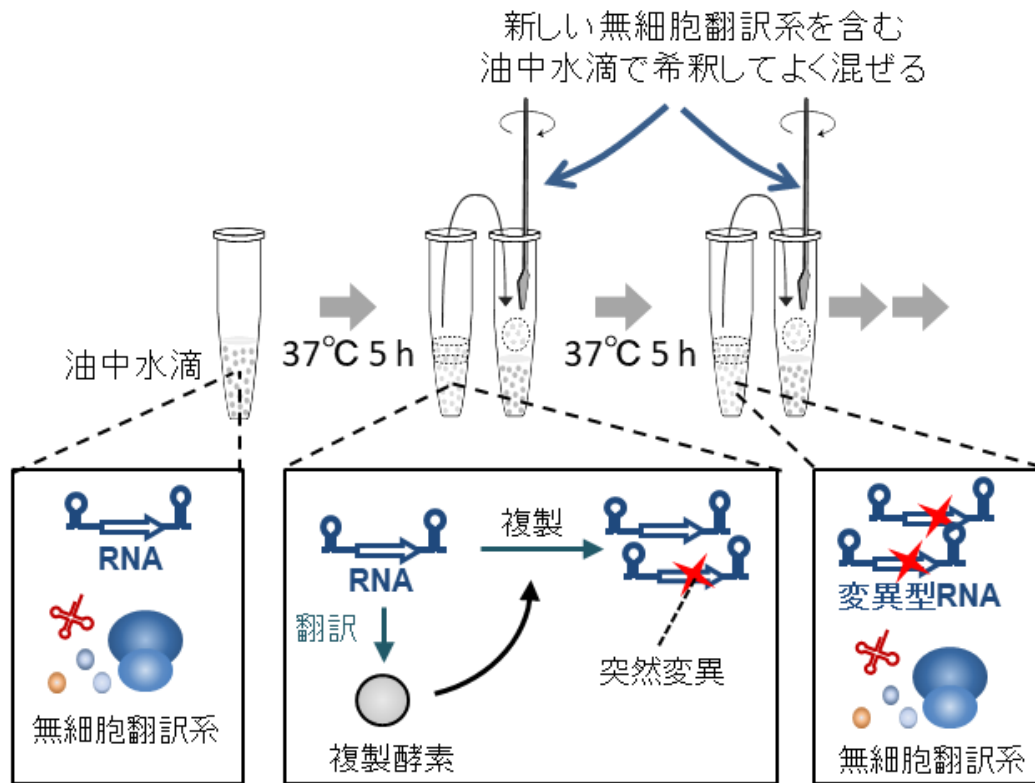 新しい無細胞翻訳系を含む
油中水滴で希釈してよく混ぜる
油中水滴
37℃ 5 h
37℃ 5 h
RNA
無細胞翻訳系
RNA
複製
翻訳
複製酵素
突然変異
変異型RNA
無細胞翻訳系